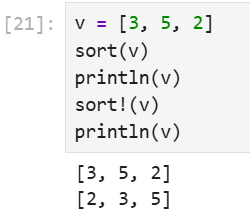 [21]: v = [3, 5, 2]
sort(v)
println(v)
sort!(v)
println(v)
[3, 5, 2]
[2, 3, 5]